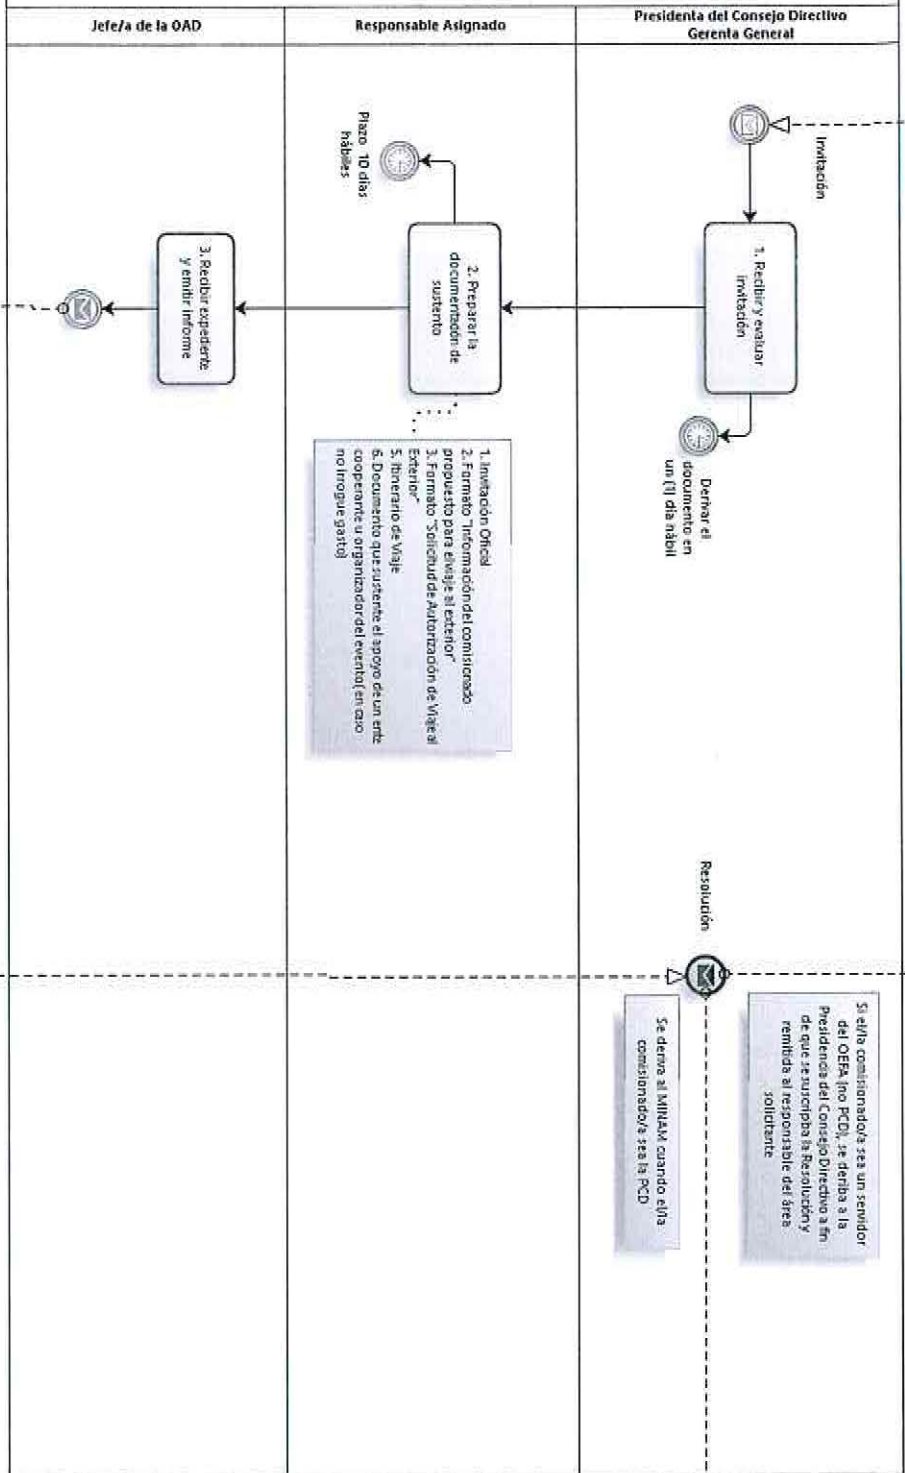 Jefe/a de la OAD
Responsable Asignado
Presidenta del Consejo Directivo
Gerenta General
Invitación
1. Recibir y evaluar
invitación
Derivar el
documento en
un (1) día hábil
Resolución
Si el/la comisionado/a sea un servidor
del OEFA (no PCD), se deriba a la
Presidencia del Consejo Directivo a fin
de que se suscripba la Resolución y
remitida al responsable del área
solicitante
Se deriva al MINAM cuando el/la
comisionado/a sea la PCD
Plazo 10 días
hábiles
2. Preparar la
documentación de
sustento
1. Invitación Official
2. Formato "Información del comisionado
propuesto para el viaje al exterior"
3. Formato "Solicitud de Autorización de Viaje al
Exterior"
5. Itinerario de Viaje
6. Documento que sustente el apoyo de un ente
cooperante u organizador del evento( en caso
no irrogue gasto)
3. Recibir expediente
y emitir informe